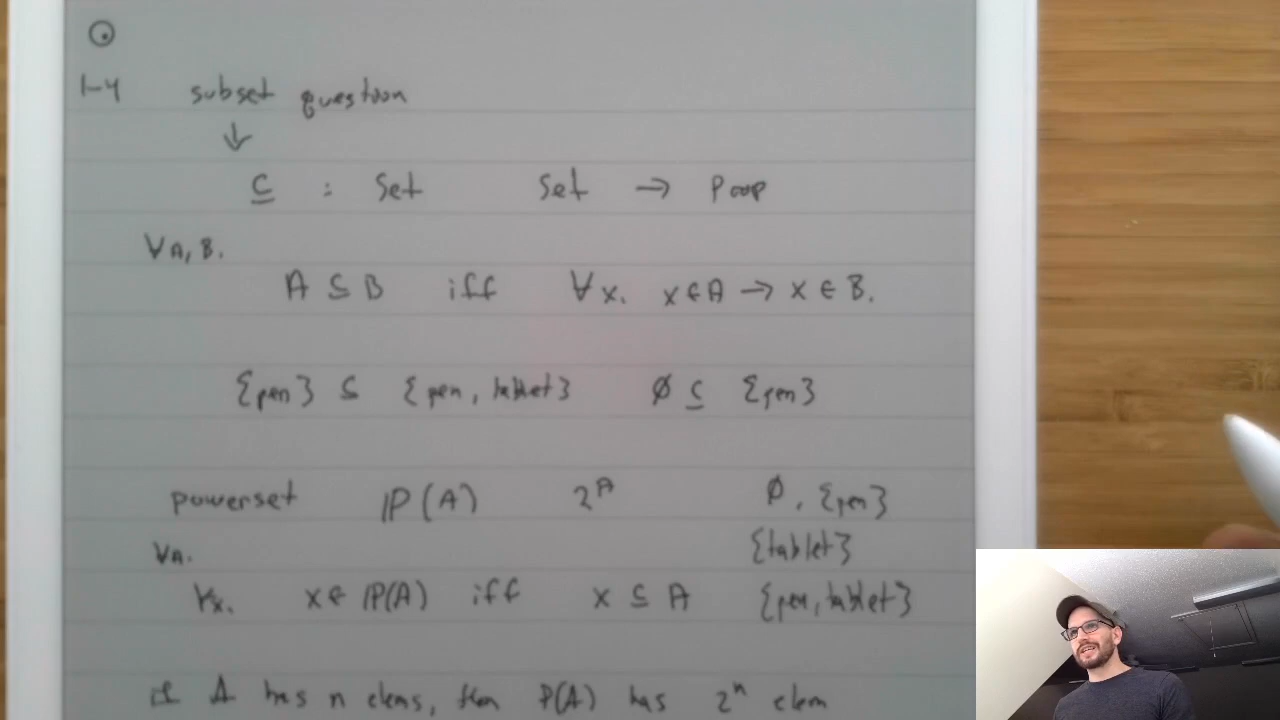 1-4 subset question
↓
⊆ : Set Set → Prop
∀A, B.
A ⊆ B iff ∀x. x∈A → x∈B.
{pen} ⊆ {pen, tablet} ∅ ⊆ {pen}
powerset ℙ(A) 2^A ∅, {pen}
∀A. {tablet}
∀x. x∈ℙ(A) iff x ⊆ A {pen, tablet}
if A has n elems, then P(A) has 2^n elem